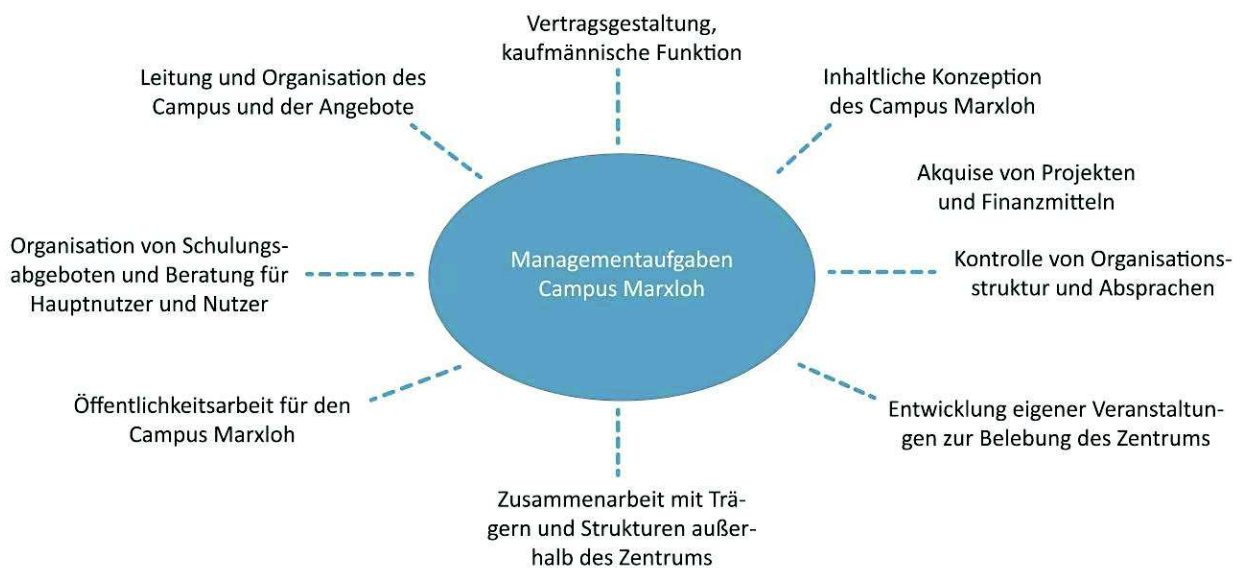 Vertragsgestaltung,
kaufmännische Funktion
Leitung und Organisation des
Campus und der Angebote
Inhaltliche Konzeption
des Campus Marxloh
Akquise von Projekten
und Finanzmitteln
Organisation von Schulungs-
abgeboten und Beratung für
Hauptnutzer und Nutzer
Managementaufgaben
Campus Marxloh
Kontrolle von Organisations-
struktur und Absprachen
Öffentlichkeitsarbeit für den
Campus Marxloh
Entwicklung eigener Veranstaltun-
gen zur Belebung des Zentrums
Zusammenarbeit mit Trä-
gern und Strukturen außer-
halb des Zentrums